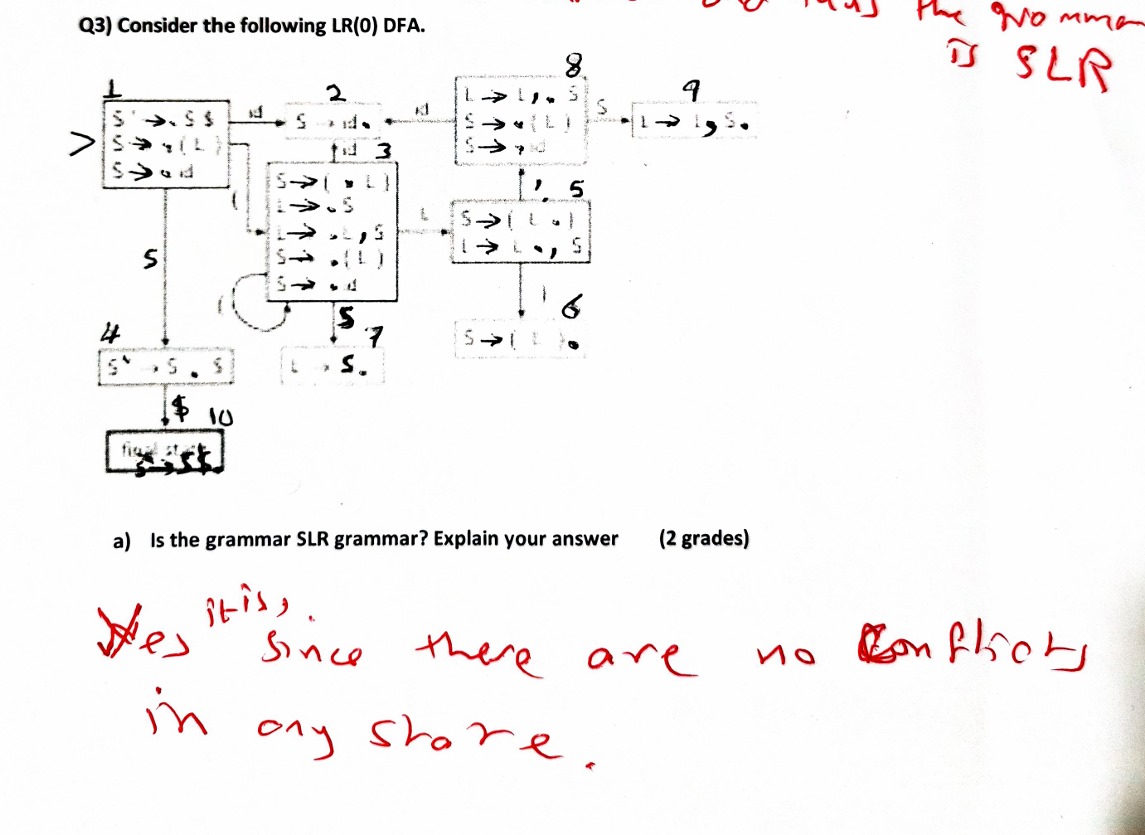 the gromma
is SLR
Q3) Consider the following LR(0) DFA.
1
S' →. S $
S → .( L )
S → . id
id
2
S → id.
id
8
L → L,. S
S → .( L )
S → . id
S
9
L → L, S.
id
3
S → ( . L )
L → . S
L → . L , S
S → . ( L )
S → . id
(
(
L
, 5
S → ( L . )
L → L . , S
)
6
S → ( L ).
S
4
S' → S . $
S
7
L → S.
$ 10
final state
S → S$.
a) Is the grammar SLR grammar? Explain your answer (2 grades)
Yes it is, since there are no Conflicts
in any state.